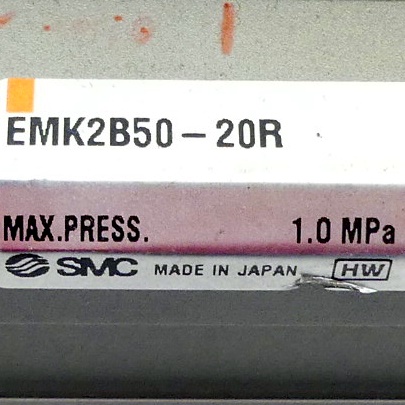 EMK2B50-20R
MAX.PRESS. 1.0 MPa
SMC MADE IN JAPAN HW